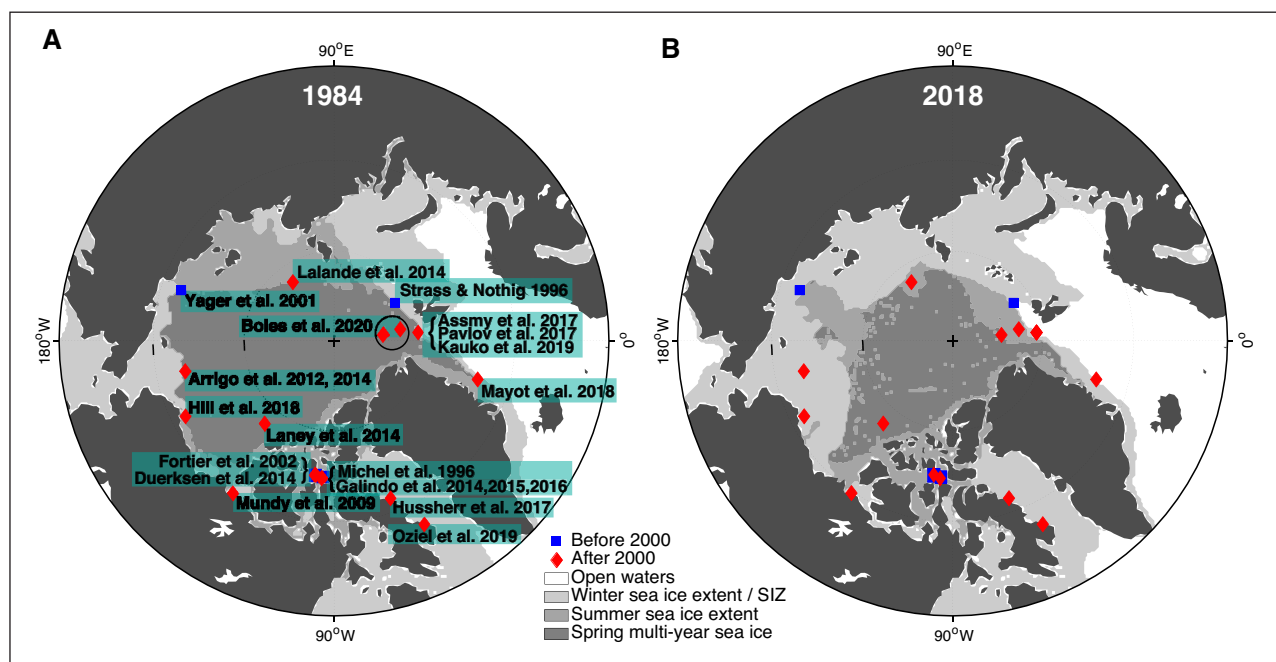 A
B
90°E
90°E
1984
2018
Lalande et al. 2014
Strass & Nothig 1996
Yager et al. 2001
Boles et al. 2020
Assmy et al. 2017
Pavlov et al. 2017
Kauko et al. 2019
180°W
0°
180°W
0°
Arrigo et al. 2012, 2014
Mayot et al. 2018
Hill et al. 2018
Laney et al. 2014
Fortier et al. 2002
Duerksen et al. 2014
Michel et al. 1996
Galindo et al. 2014,2015,2016
Mundy et al. 2009
Hussherr et al. 2017
Oziel et al. 2019
Before 2000
After 2000
Open waters
Winter sea ice extent / SIZ
Summer sea ice extent
Spring multi-year sea ice
90°W
90°W